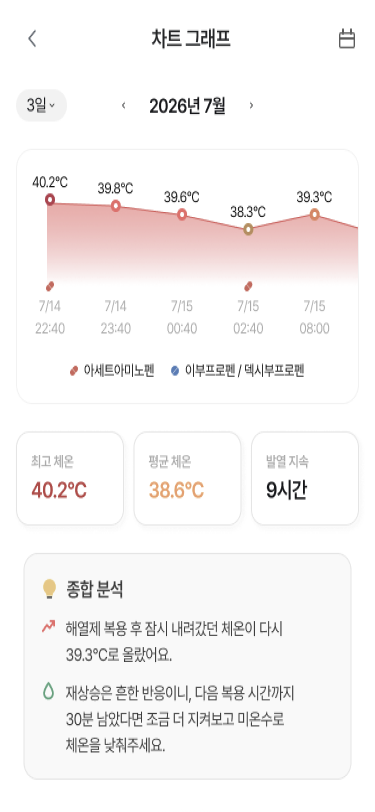 차트 그래프
3일
2026년 7월
40.2℃
39.8℃
39.6℃
38.3℃
39.3℃
7/14 7/14 7/15 7/15 7/15
22:40 23:40 00:40 02:40 08:00
아세트아미노펜 이부프로펜 / 덱시부프로펜
최고 체온
40.2℃
평균 체온
38.6℃
발열 지속
9시간
종합 분석
해열제 복용 후 잠시 내려갔던 체온이 다시
39.3℃로 올랐어요.
재상승은 흔한 반응이니, 다음 복용 시간까지
30분 남았다면 조금 더 지켜보고 미온수로
체온을 낮춰주세요.